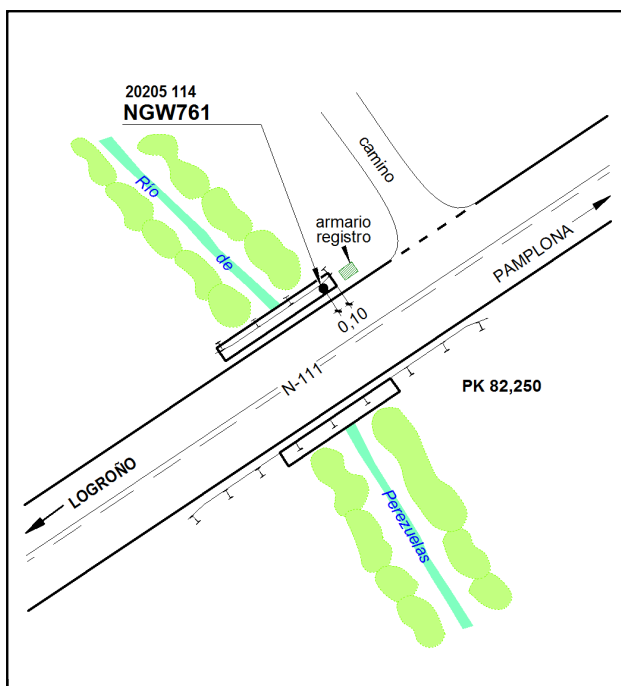 20205 114
NGW761
camino
Río
de
armario
registro
PAMPLONA
0,10
N-111
PK 82,250
LOGROÑO
Perezuelas